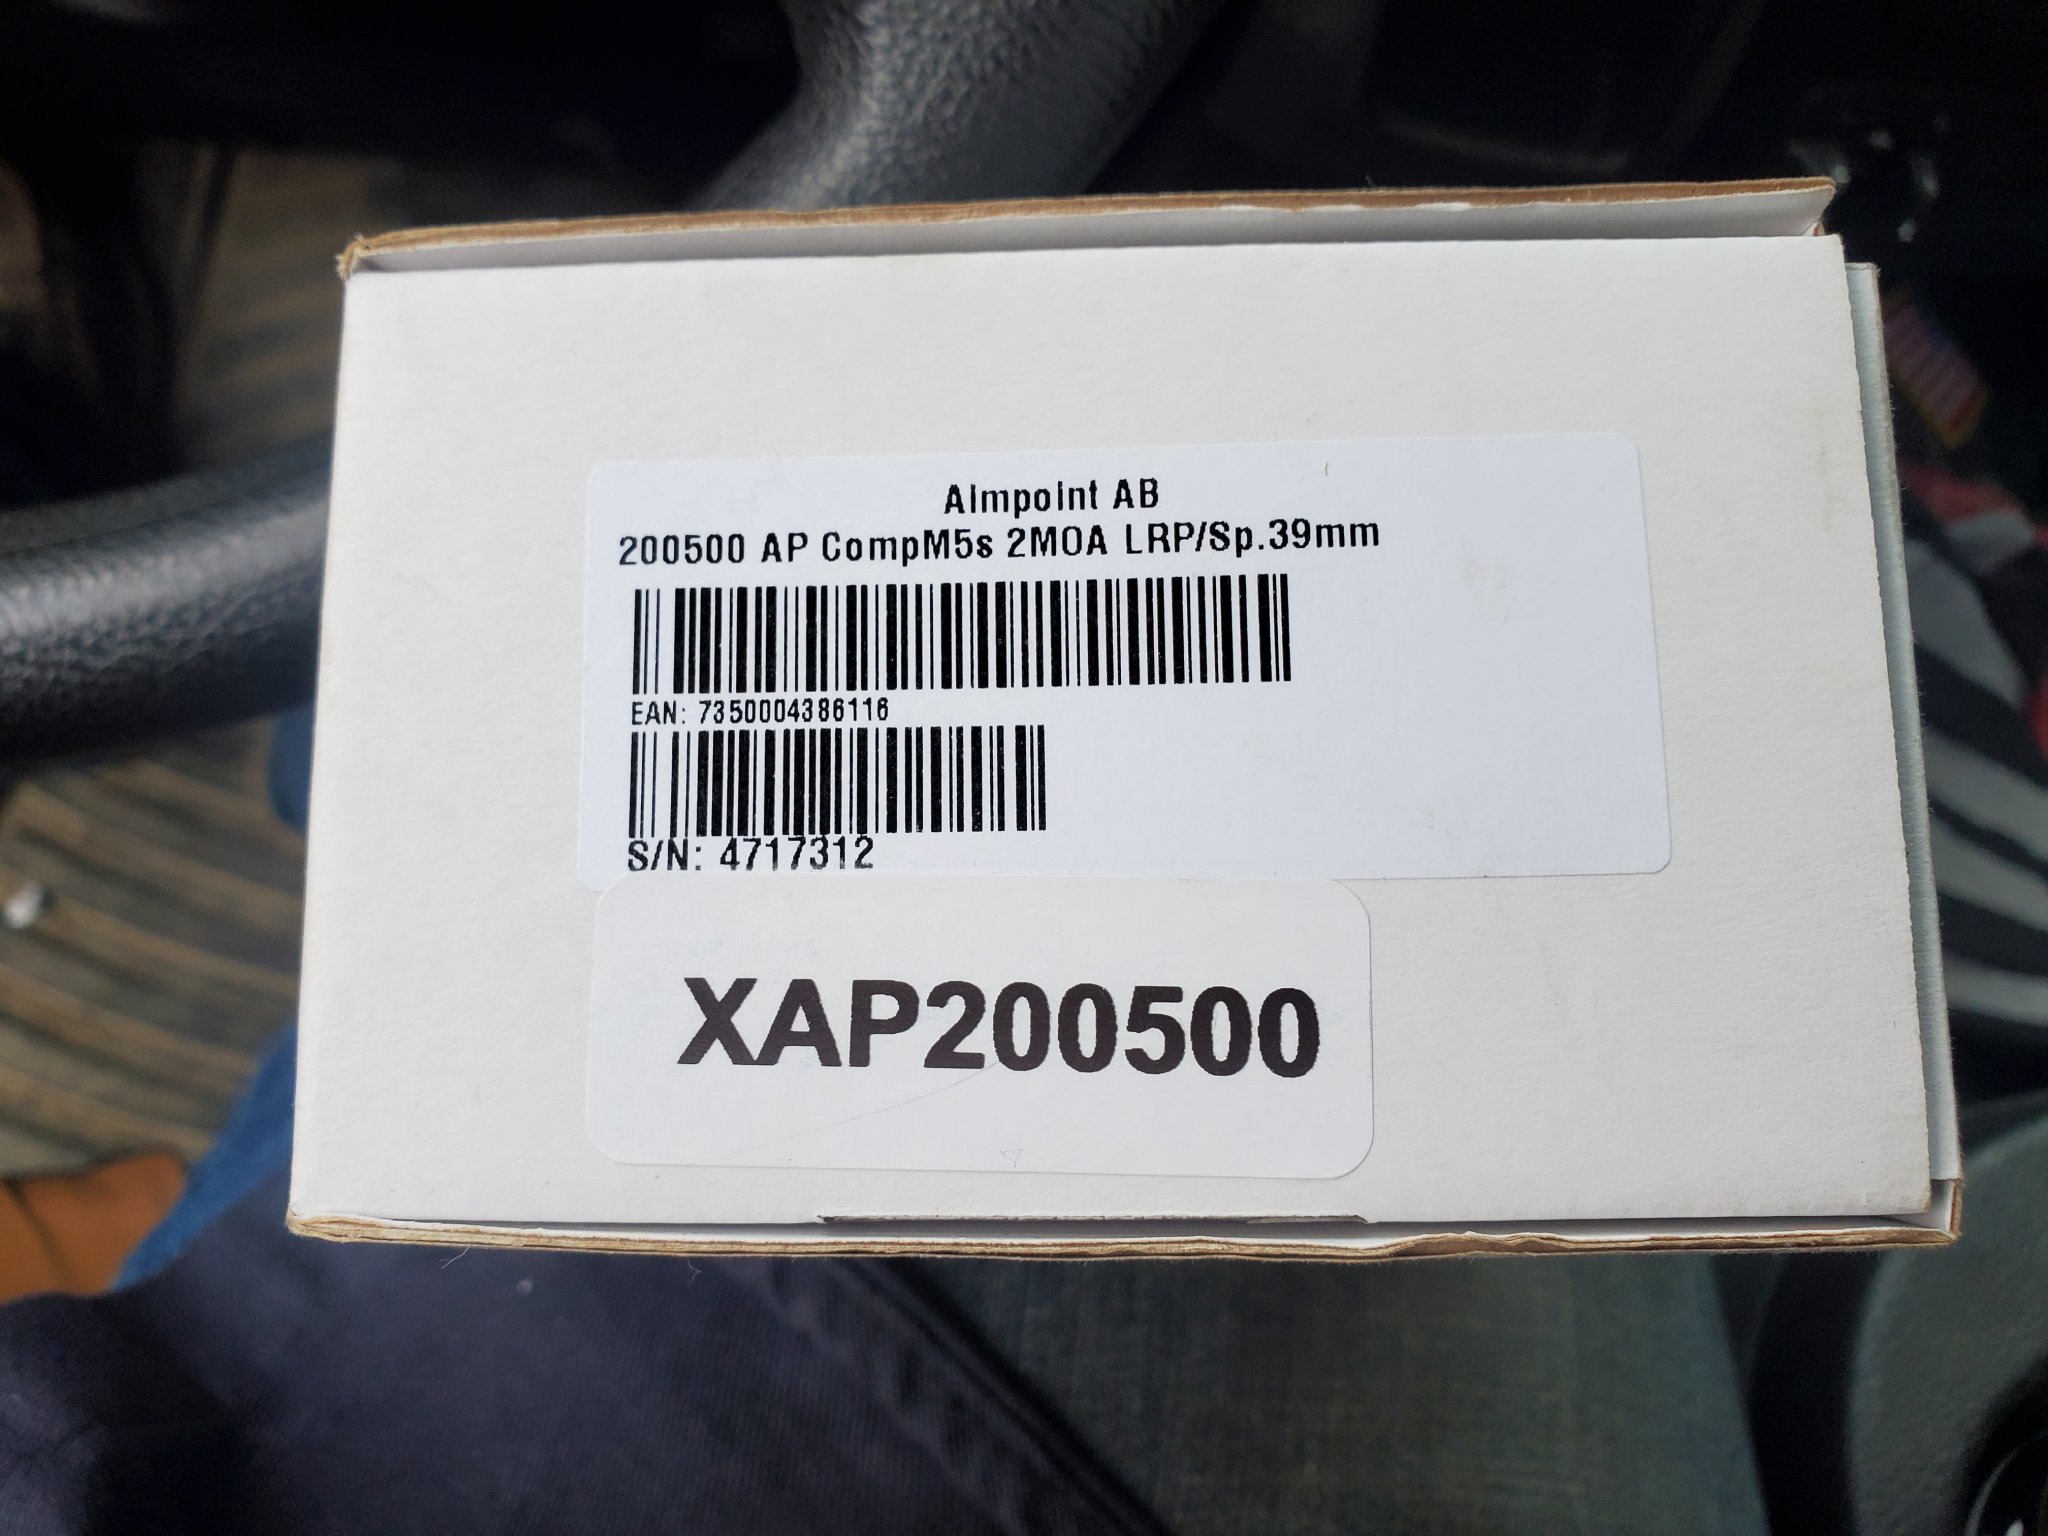 Aimpoint AB
200500 AP CompM5s 2MOA LRP/Sp.39mm
EAN: 7350004386116
S/N: 4717312
XAP200500